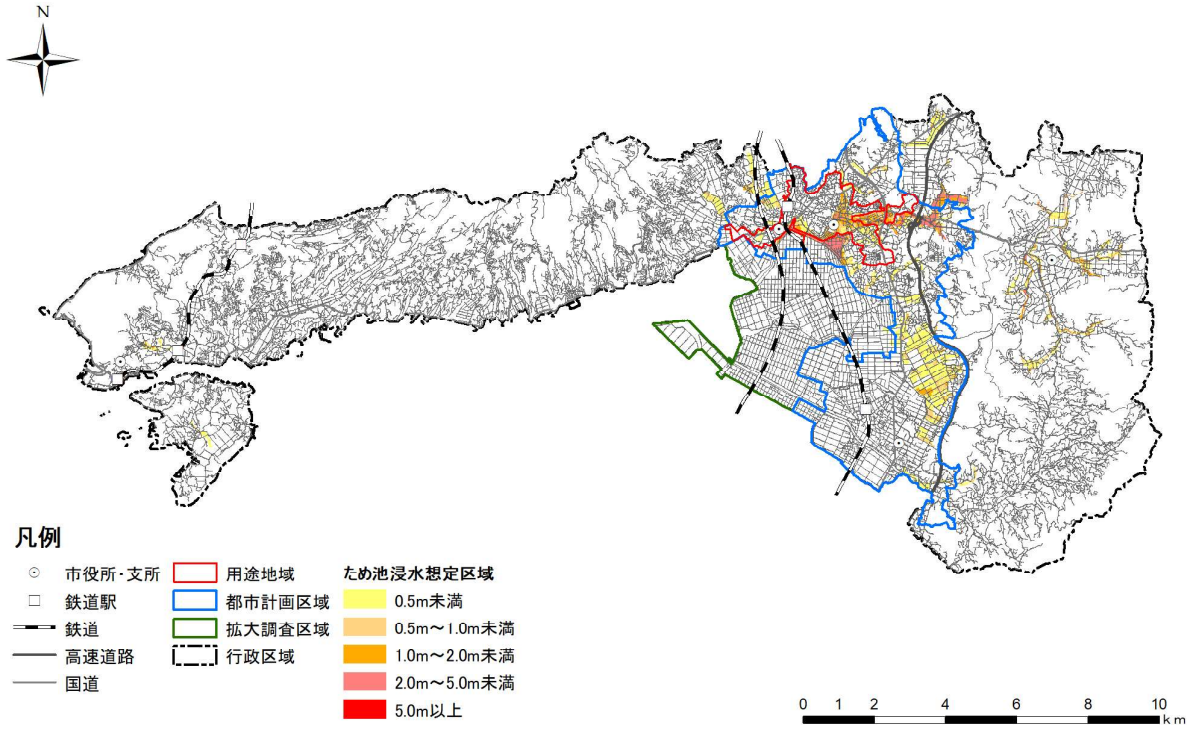 N
凡例
市役所・支所
鉄道駅
鉄道
高速道路
国道
用途地域
都市計画区域
拡大調査区域
行政区域
ため池浸水想定区域
0.5m未満
0.5m～1.0m未満
1.0m～2.0m未満
2.0m～5.0m未満
5.0m以上
0 1 2 4 6 8 10
km